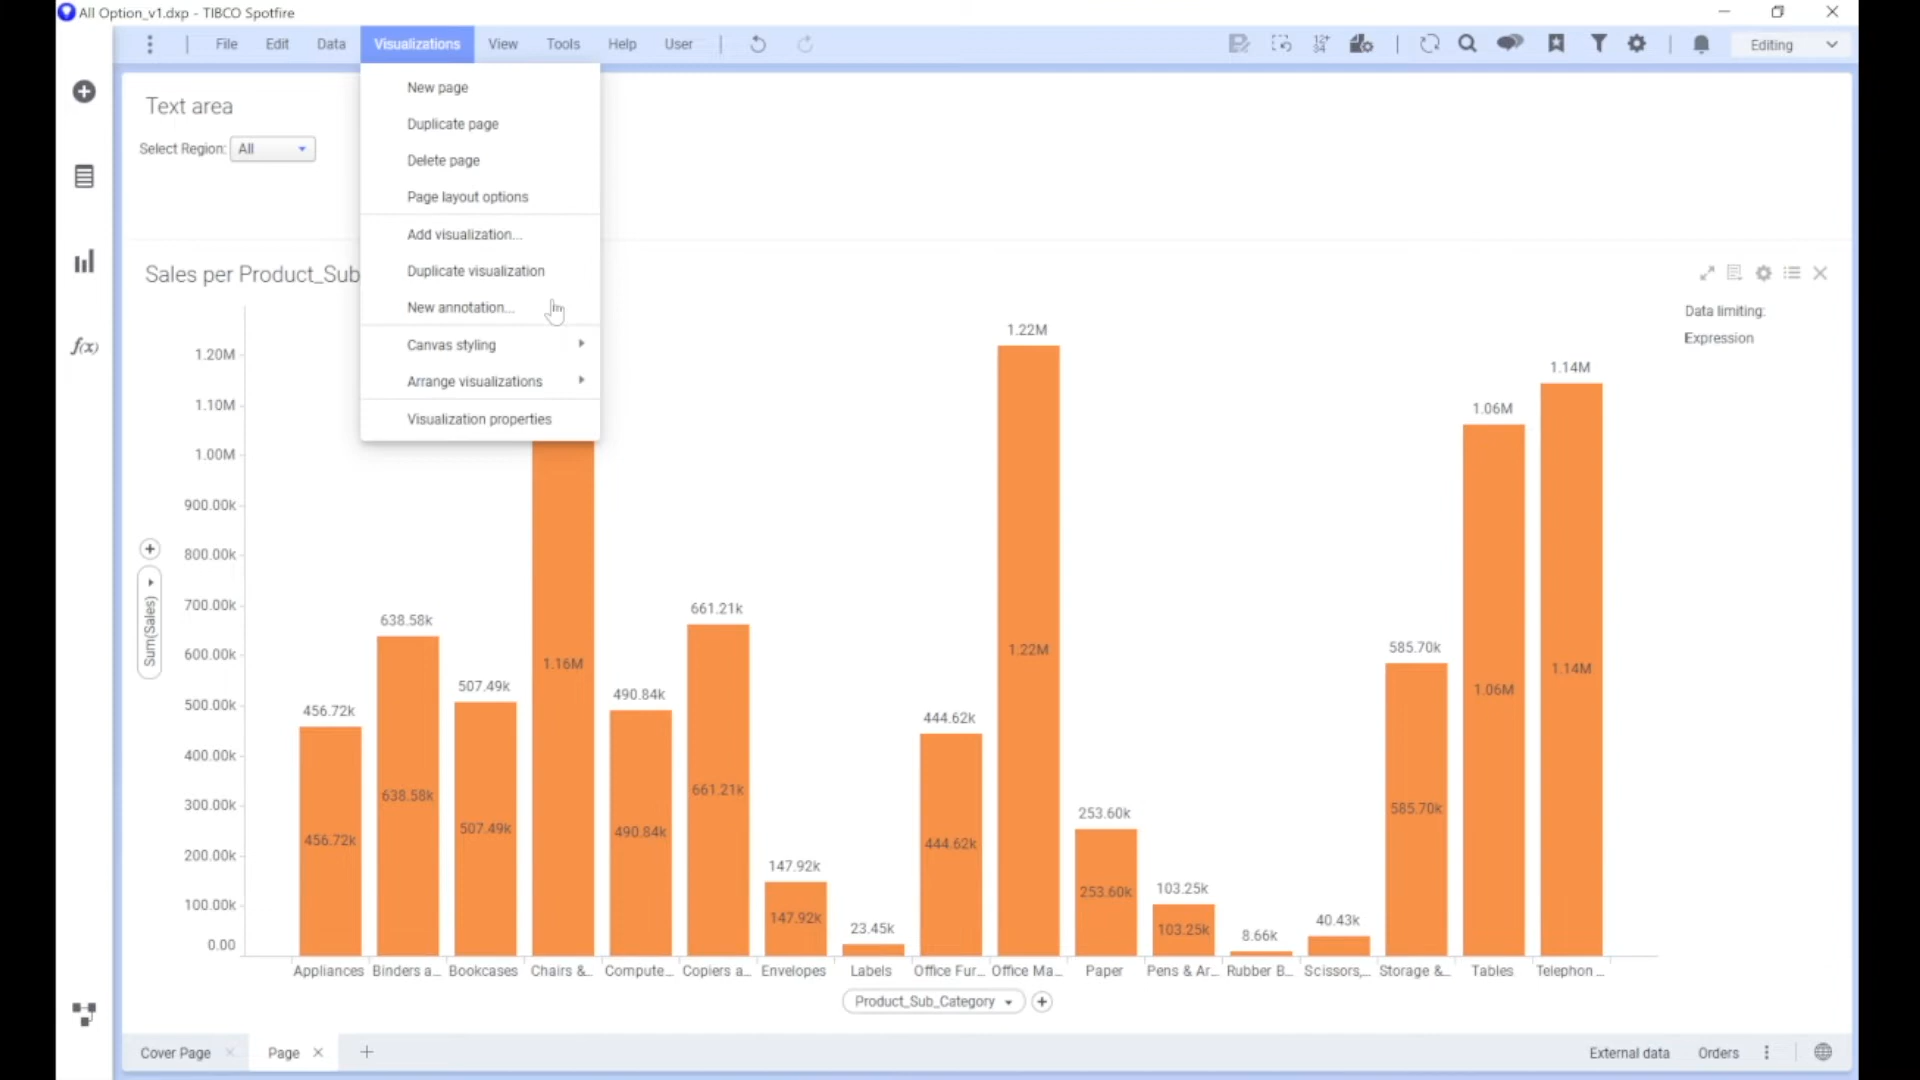 All Option_v1.dxp - TIBCO Spotfire
File Edit Data Visualizations View Tools Help User
Editing
New page
Duplicate page
Delete page
Page layout options
Add visualization...
Duplicate visualization
New annotation...
Canvas styling
Arrange visualizations
Visualization properties
Text area
Select Region: All
Sales per Product_Sub
Data limiting:
Expression
f(x)
1.20M
1.10M
1.00M
900.00k
800.00k
700.00k
600.00k
500.00k
400.00k
300.00k
200.00k
100.00k
0.00
Sum(Sales)
456.72k
456.72k
638.58k
638.58k
507.49k
507.49k
1.16M
490.84k
490.84k
661.21k
661.21k
147.92k
147.92k
23.45k
444.62k
444.62k
1.22M
1.22M
253.60k
253.60k
103.25k
103.25k
8.66k
40.43k
585.70k
585.70k
1.06M
1.06M
1.14M
1.14M
Appliances Binders a... Bookcases Chairs &... Compute... Copiers a... Envelopes Labels Office Fur... Office Ma... Paper Pens & Ar... Rubber B... Scissors,... Storage &... Tables Telephon ...
Product_Sub_Category
Cover Page Page
External data Orders